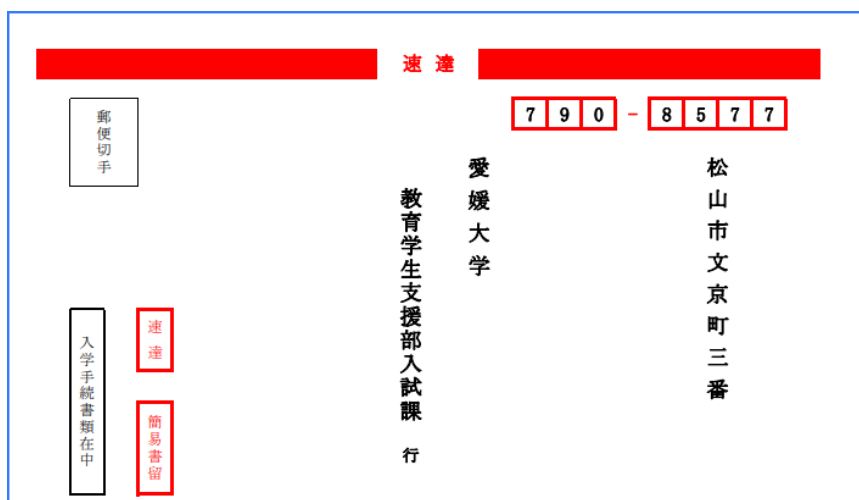 速達
790-8577
松山市文京町三番
愛媛大学
教育学生支援部入試課 行
郵便切手
速達
簡易書留
入学手続書類在中